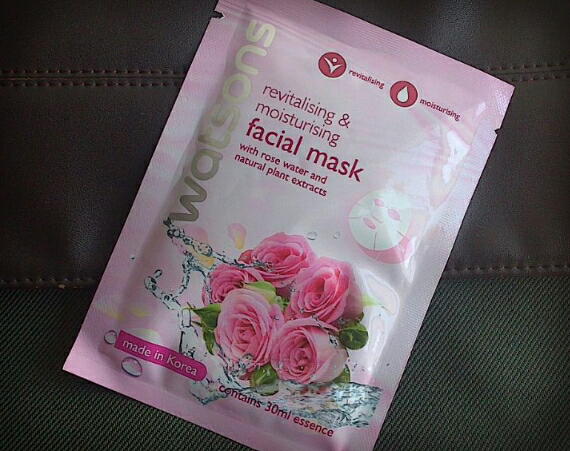 watsons
revitalising
moisturising
revitalising &
moisturising
facial mask
with rose water and
natural plant extracts
made in Korea
contains 30ml essence